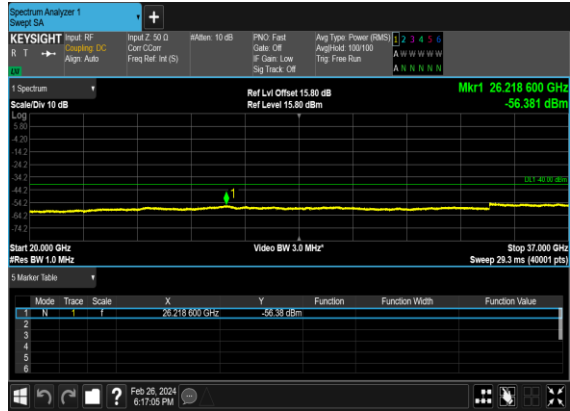 Spectrum Analyzer 1
Swept SA
KEYSIGHT Input: RF Input Z: 50 Ω #Atten: 10 dB PNO: Fast Avg Type: Power (RMS) 1 2 3 4 5 6
R T Coupling: DC Corr CCorr Gate: Off Avg|Hold: 100/100 A W W W W W
Align: Auto Freq Ref: Int (S) IF Gain: Low Trig: Free Run
Sig Track: Off A N N N N N
1 Spectrum Ref Lvl Offset 15.80 dB Mkr1 26.218 600 GHz
Scale/Div 10 dB Ref Level 15.80 dBm -56.381 dBm
Log
5.80
-4.20
-14.2
-24.2
DL1 -40.00 dBm
-34.2
-44.2 1
-54.2
-64.2
-74.2
Start 20.000 GHz Video BW 3.0 MHz* Stop 37.000 GHz
#Res BW 1.0 MHz Sweep 29.3 ms (40001 pts)
5 Marker Table
Mode Trace Scale X Y Function Function Width Function Value
1 N 1 f 26.218 600 GHz -56.38 dBm
2
3
4
5
6
? Feb 26, 2024
6:17:05 PM